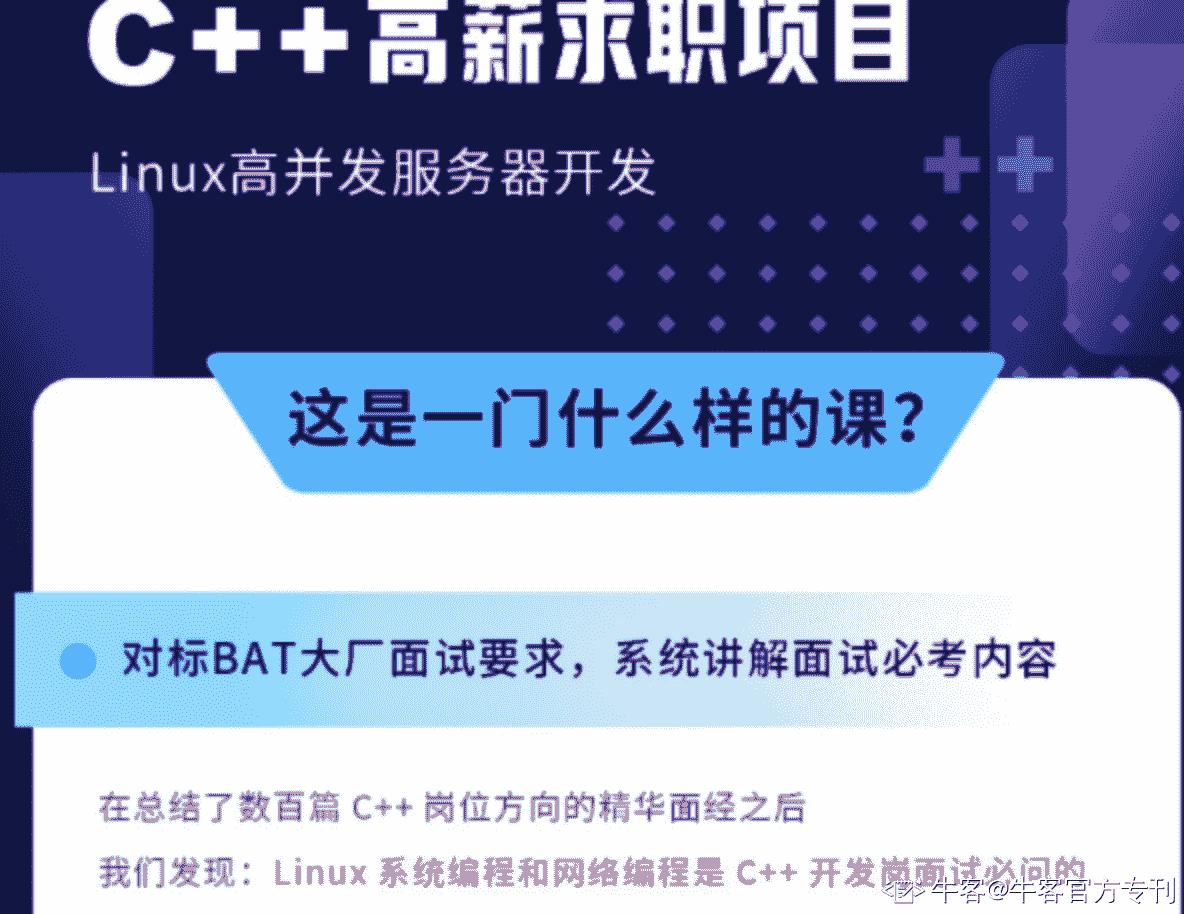 C++高薪求职项目
Linux高并发服务器开发
这是一门什么样的课？
对标BAT大厂面试要求，系统讲解面试必考内容
在总结了数百篇 C++ 岗位方向的精华面经之后
我们发现：Linux 系统编程和网络编程是 C++ 开发岗面试必问的
牛客@牛客官方专刊